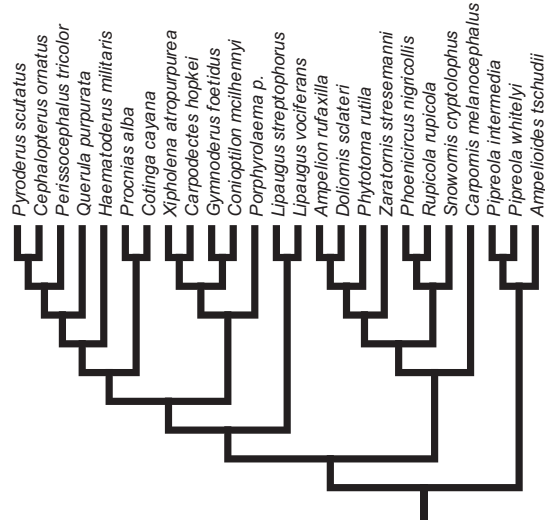 Pyroderus scutatus
Cephalopterus ornatus
Perissocephalus tricolor
Querula purpurata
Haematoderus militaris
Procnias alba
Cotinga cayana
Xipholena atropurpurea
Carpodectes hopkei
Gymnoderus foetidus
Conioptilon mcilhennyi
Porphyrolaema p.
Lipaugus streptophorus
Lipaugus vociferans
Ampelion rufaxilla
Doliornis sclateri
Phytotoma rutila
Zaratornis stresemanni
Phoenicircus nigricollis
Rupicola rupicola
Snowornis cryptolophus
Carpornis melanocephalus
Pipreola intermedia
Pipreola whitelyi
Ampelioides tschudii